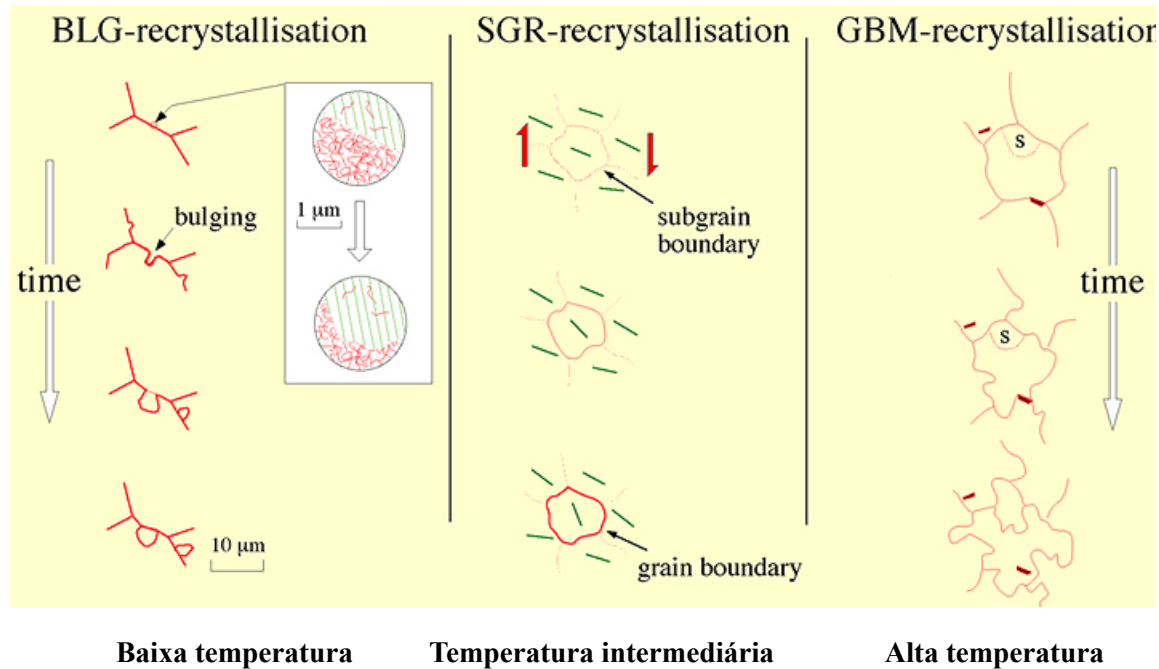 BLG-recrystallisation
SGR-recrystallisation
GBM-recrystallisation
time
bulging
1 μm
10 μm
subgrain
boundary
grain boundary
S
S
time
Baixa temperatura
Temperatura intermediária
Alta temperatura